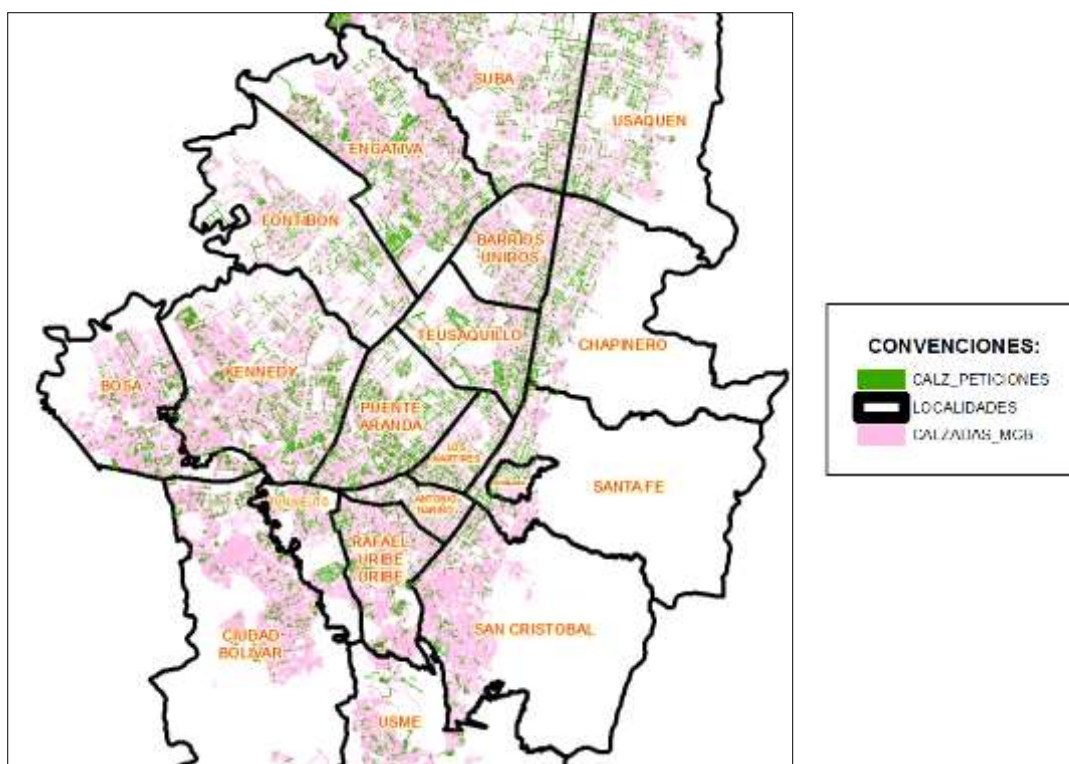 SUBA
USAQUEN
ENGATIVA
FONTIBON
BARRIOS
UNIDOS
TEUSAQUILLO
CHAPINERO
BOSA
KENNEDY
PUENTE
ARANDA
LOS
MARTIRES
SANTA FE
ANTONIO
NARIÑO
RAFAEL
URIBE
URIBE
CIUDAD
BOLIVAR
SAN CRISTOBAL
USME
CONVENCIONES:
CALZ_PETICIONES
LOCALIDADES
CALZADAS_MGB